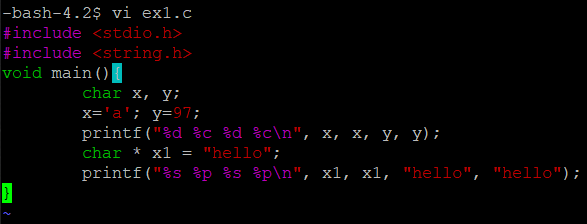 -bash-4.2$ vi ex1.c
#include <stdio.h>
#include <string.h>
void main(){
        char x, y;
        x='a'; y=97;
        printf("%d %c %d %c\n", x, x, y, y);
        char * x1 = "hello";
        printf("%s %p %s %p\n", x1, x1, "hello", "hello");
}
~